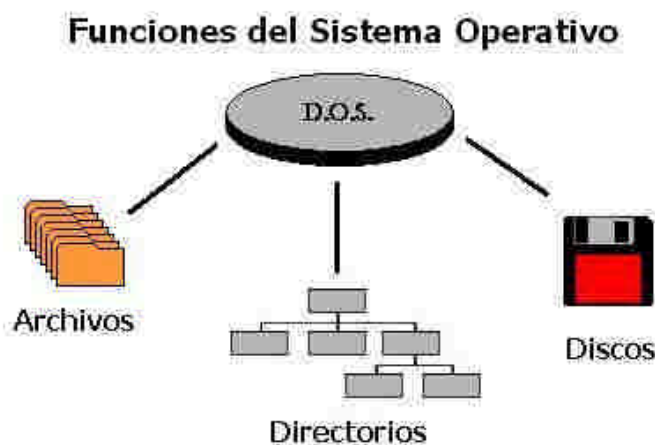 Funciones del Sistema Operativo
D.O.S.
Archivos
Discos
Directorios